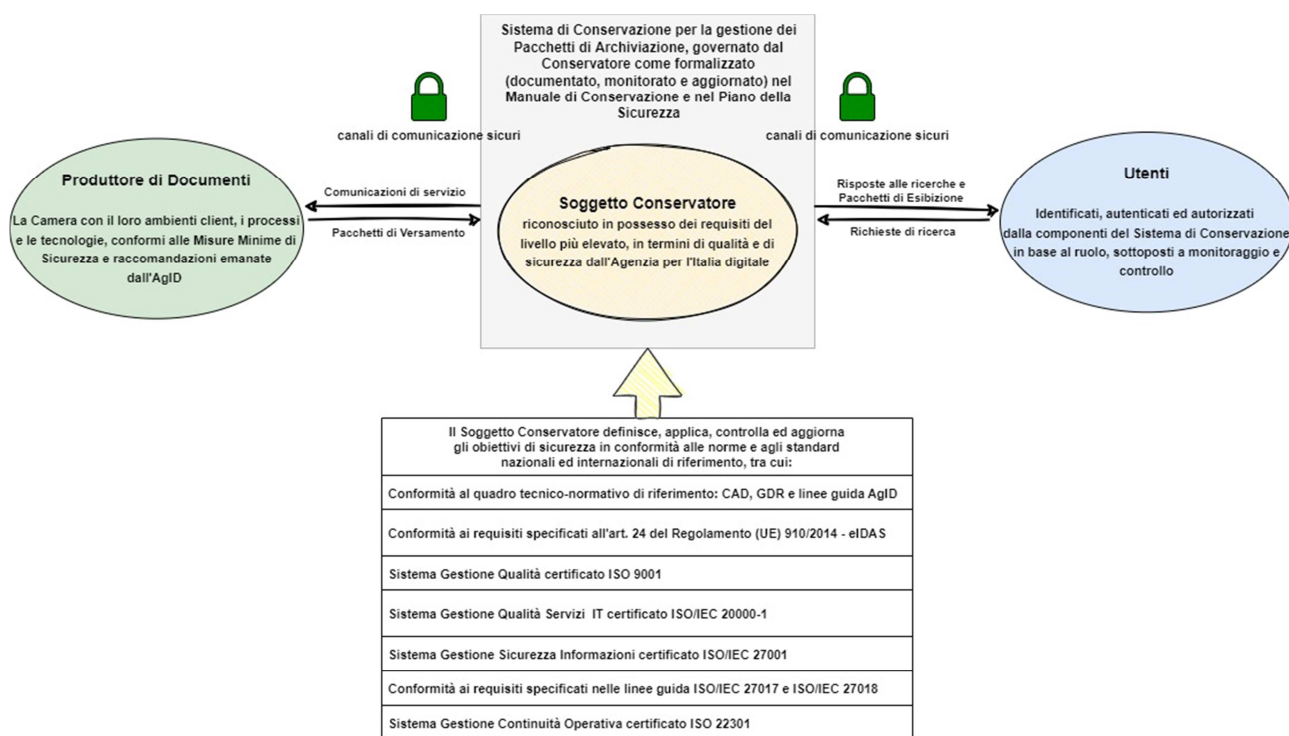 Sistema di Conservazione per la gestione dei
Pacchetti di Archiviazione, governato dal
Conservatore come formalizzato
(documentato, monitorato e aggiornato) nel
Manuale di Conservazione e nel Piano della
Sicurezza
canali di comunicazione sicuri
canali di comunicazione sicuri
Produttore di Documenti
La Camera con il loro ambienti client, i processi
e le tecnologie, conformi alle Misure Minime di
Sicurezza e raccomandazioni emanate
dall'AgID
Comunicazioni di servizio
Pacchetti di Versamento
Soggetto Conservatore
riconosciuto in possesso dei requisiti del
livello più elevato, in termini di qualità e di
sicurezza dall'Agenzia per l'Italia digitale
Risposte alle ricerche e
Pacchetti di Esibizione
Richieste di ricerca
Utenti
Identificati, autenticati ed autorizzati
dalla componenti del Sistema di Conservazione
in base al ruolo, sottoposti a monitoraggio e
controllo
Il Soggetto Conservatore definisce, applica, controlla ed aggiorna
gli obiettivi di sicurezza in conformità alle norme e agli standard
nazionali ed internazionali di riferimento, tra cui:
Conformità al quadro tecnico-normativo di riferimento: CAD, GDR e linee guida AgID
Conformità ai requisiti specificati all'art. 24 del Regolamento (UE) 910/2014 - eIDAS
Sistema Gestione Qualità certificato ISO 9001
Sistema Gestione Qualità Servizi IT certificato ISO/IEC 20000-1
Sistema Gestione Sicurezza Informazioni certificato ISO/IEC 27001
Conformità ai requisiti specificati nelle linee guida ISO/IEC 27017 e ISO/IEC 27018
Sistema Gestione Continuità Operativa certificato ISO 22301